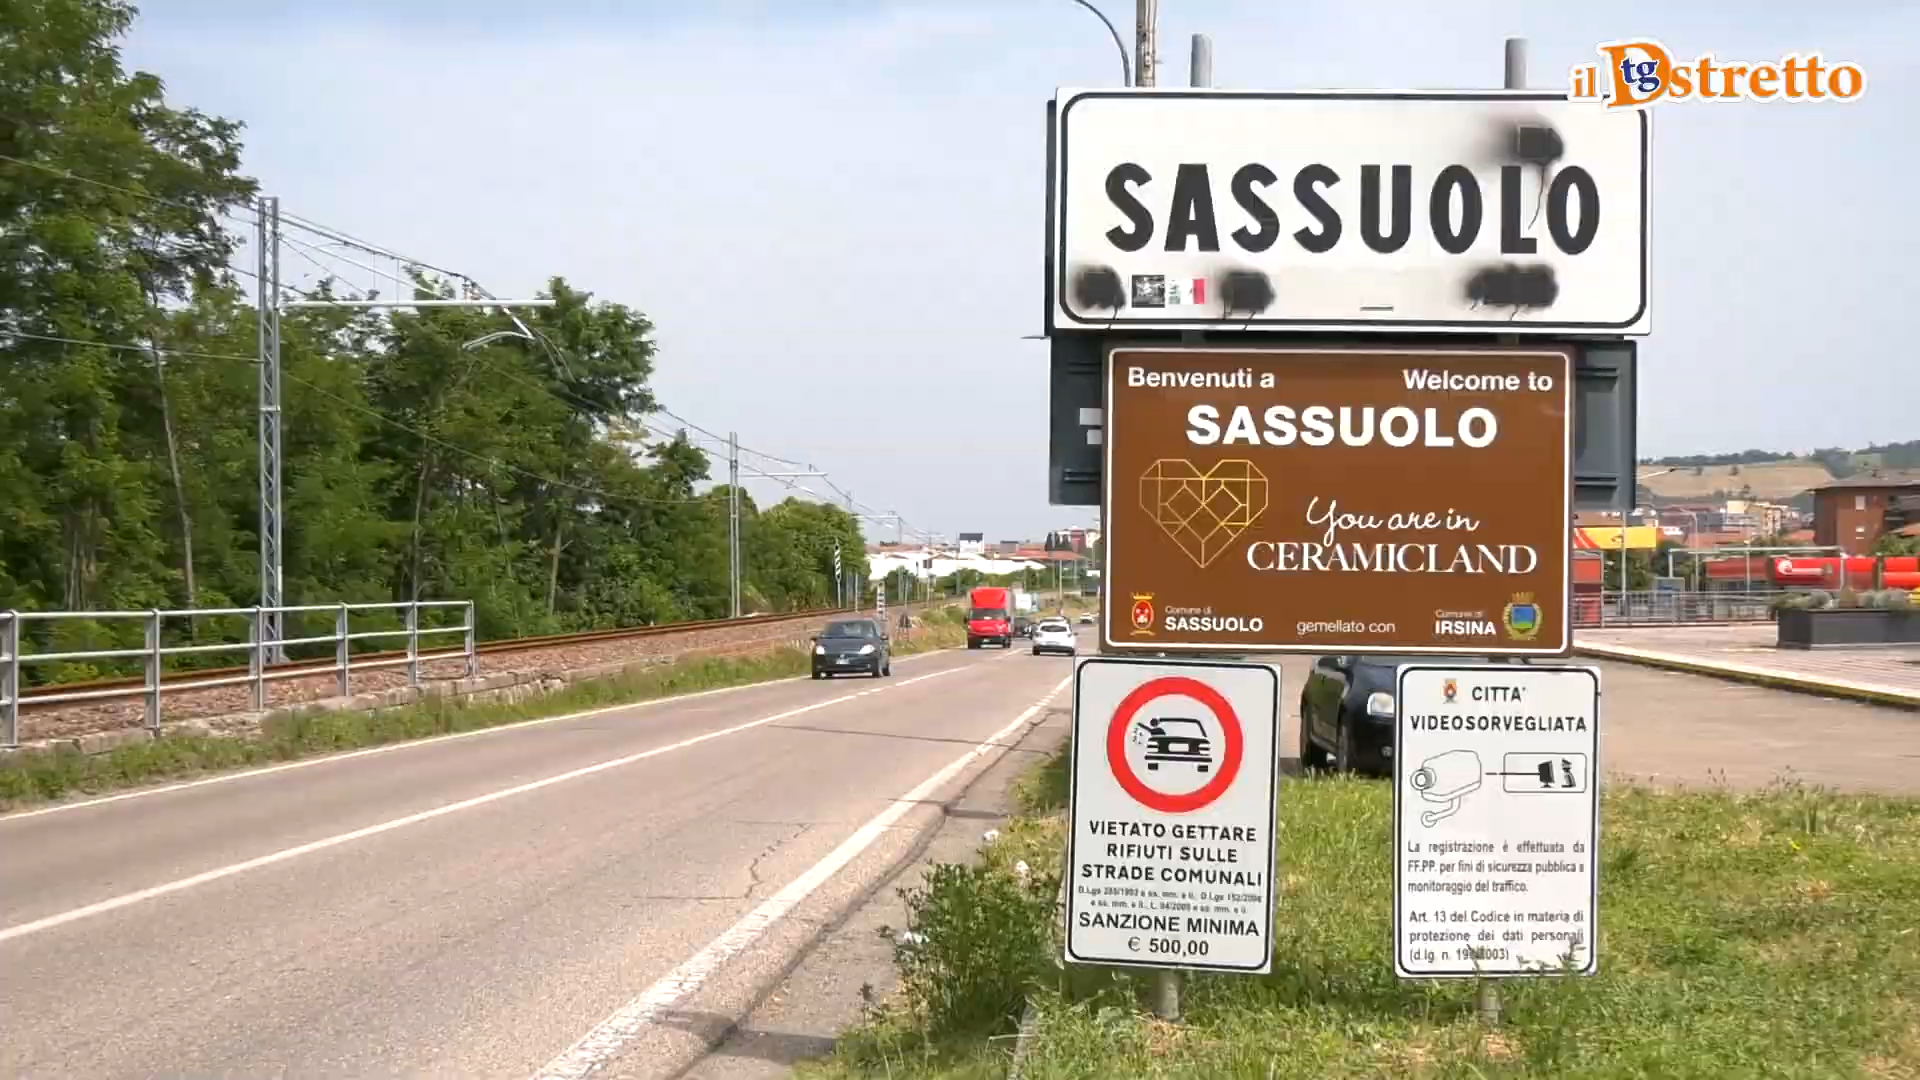 il Dstretto
tg
SASSUOLO
Benvenuti a Welcome to
SASSUOLO
You are in
CERAMICLAND
Comune di
SASSUOLO
gemellato con
Comune di
IRSINA
VIETATO GETTARE
RIFIUTI SULLE
STRADE COMUNALI
SANZIONE MINIMA
€ 500,00
CITTA'
VIDEOSORVEGLIATA
La registrazione è effettuata da
FF.PP. per fini di sicurezza pubblica e
monitoraggio del traffico.
Art. 13 del Codice in materia di
protezione dei dati personali